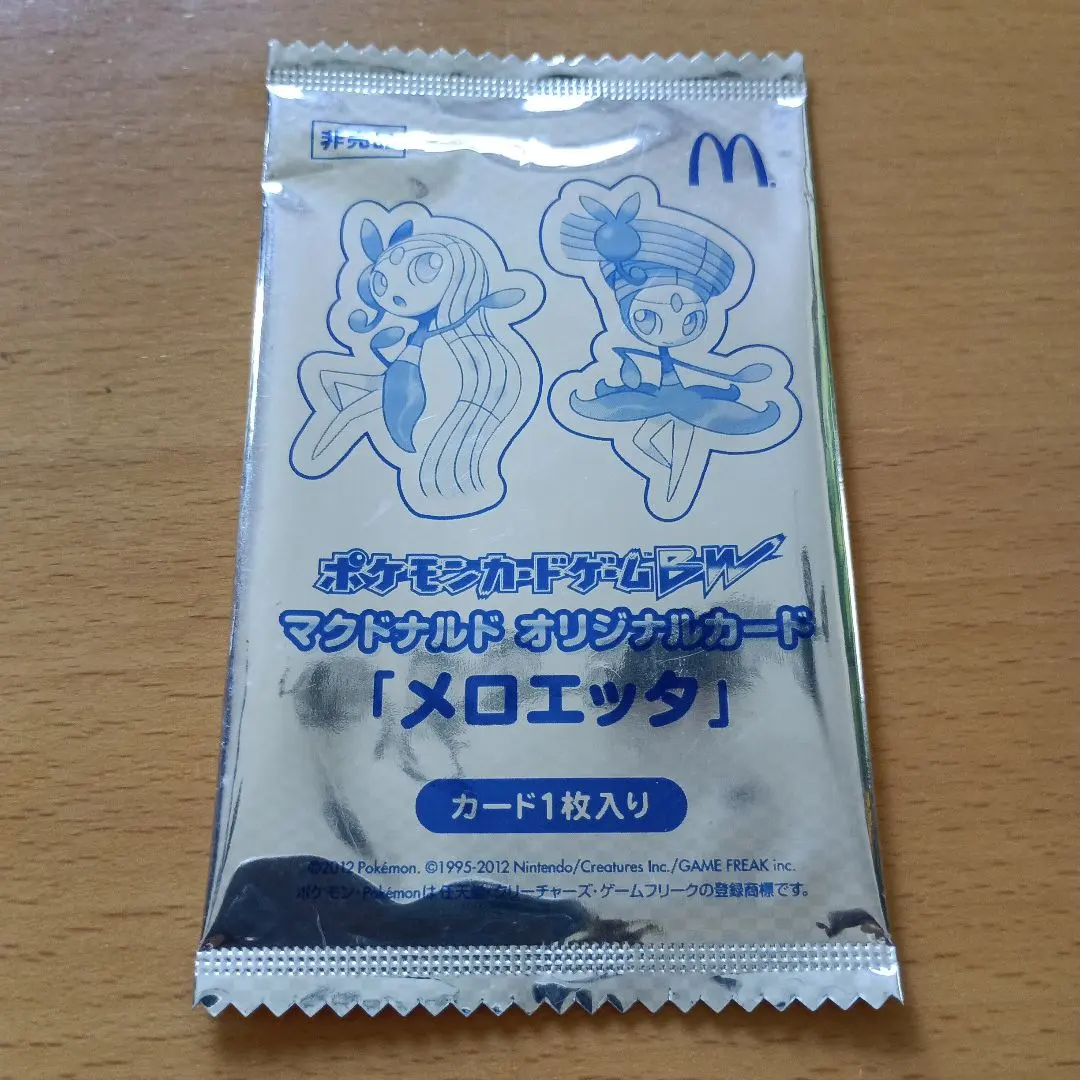 非売品
M
ポケモンカードゲームBW
マクドナルド オリジナルカード
「メロエッタ」
カード1枚入り
©2012 Pokémon. ©1995-2012 Nintendo/Creatures Inc./GAME FREAK inc.
ポケモン・Pokémonは任天堂・クリーチャーズ・ゲームフリークの登録商標です。